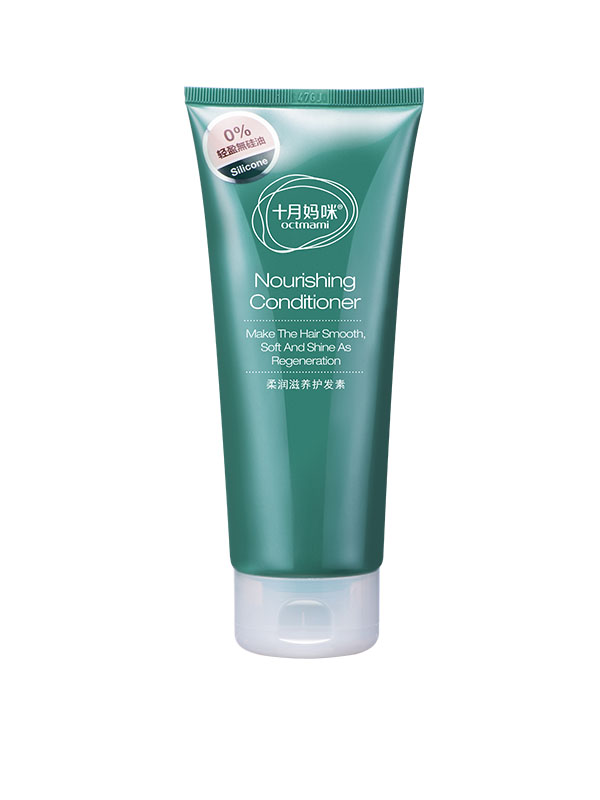 0%
轻盈無硅油
Silicone
十月妈咪®
octmami
Nourishing
Conditioner
Make The Hair Smooth,
Soft And Shine As
Regeneration
柔润滋养护发素